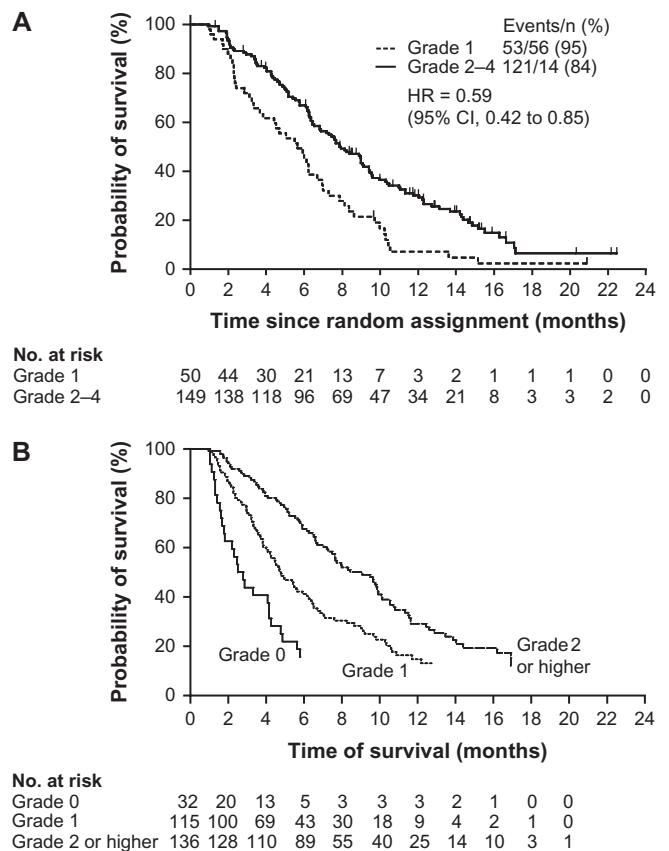 A
Probability of survival (%)
100
80
60
40
20
0
Events/n (%)
Grade 1 53/56 (95)
Grade 2–4 121/14 (84)
HR = 0.59
(95% CI, 0.42 to 0.85)
0 2 4 6 8 10 12 14 16 18 20 22 24
Time since random assignment (months)
No. at risk
Grade 1 50 44 30 21 13 7 3 2 1 1 1 0 0
Grade 2–4 149 138 118 96 69 47 34 21 8 3 3 2 0
B
Probability of survival (%)
100
80
60
40
20
0
Grade 0
Grade 1
Grade 2
or higher
0 2 4 6 8 10 12 14 16 18 20 22 24
Time of survival (months)
No. at risk
Grade 0 32 20 13 5 3 3 3 2 1 0 0
Grade 1 115 100 69 43 30 18 9 4 2 1 0
Grade 2 or higher 136 128 110 89 55 40 25 14 10 3 1